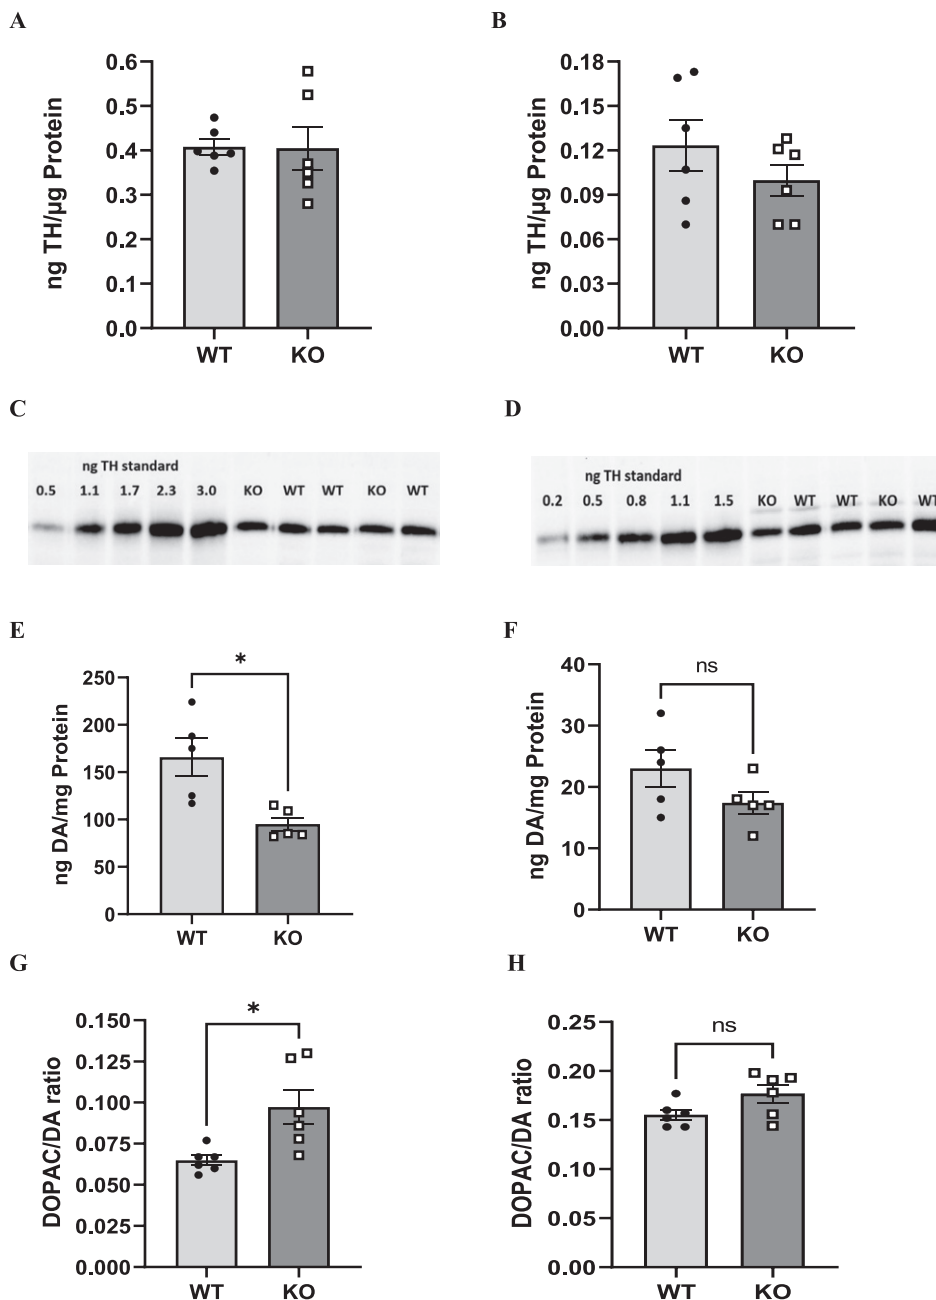 A
B
ng TH/µg Protein
0.6
0.5
0.4
0.3
0.2
0.1
0.0
WT KO
ng TH/µg Protein
0.18
0.15
0.12
0.09
0.06
0.03
0.00
WT KO
C
D
ng TH standard
0.5 1.1 1.7 2.3 3.0 KO WT WT KO WT
ng TH standard
0.2 0.5 0.8 1.1 1.5 KO WT WT KO WT
E
F
ng DA/mg Protein
250
200
150
100
50
0
*
WT KO
ng DA/mg Protein
40
30
20
10
0
ns
WT KO
G
H
DOPAC/DA ratio
0.150
0.125
0.100
0.075
0.050
0.025
0.000
*
WT KO
DOPAC/DA ratio
0.25
0.20
0.15
0.10
0.05
0.00
ns
WT KO